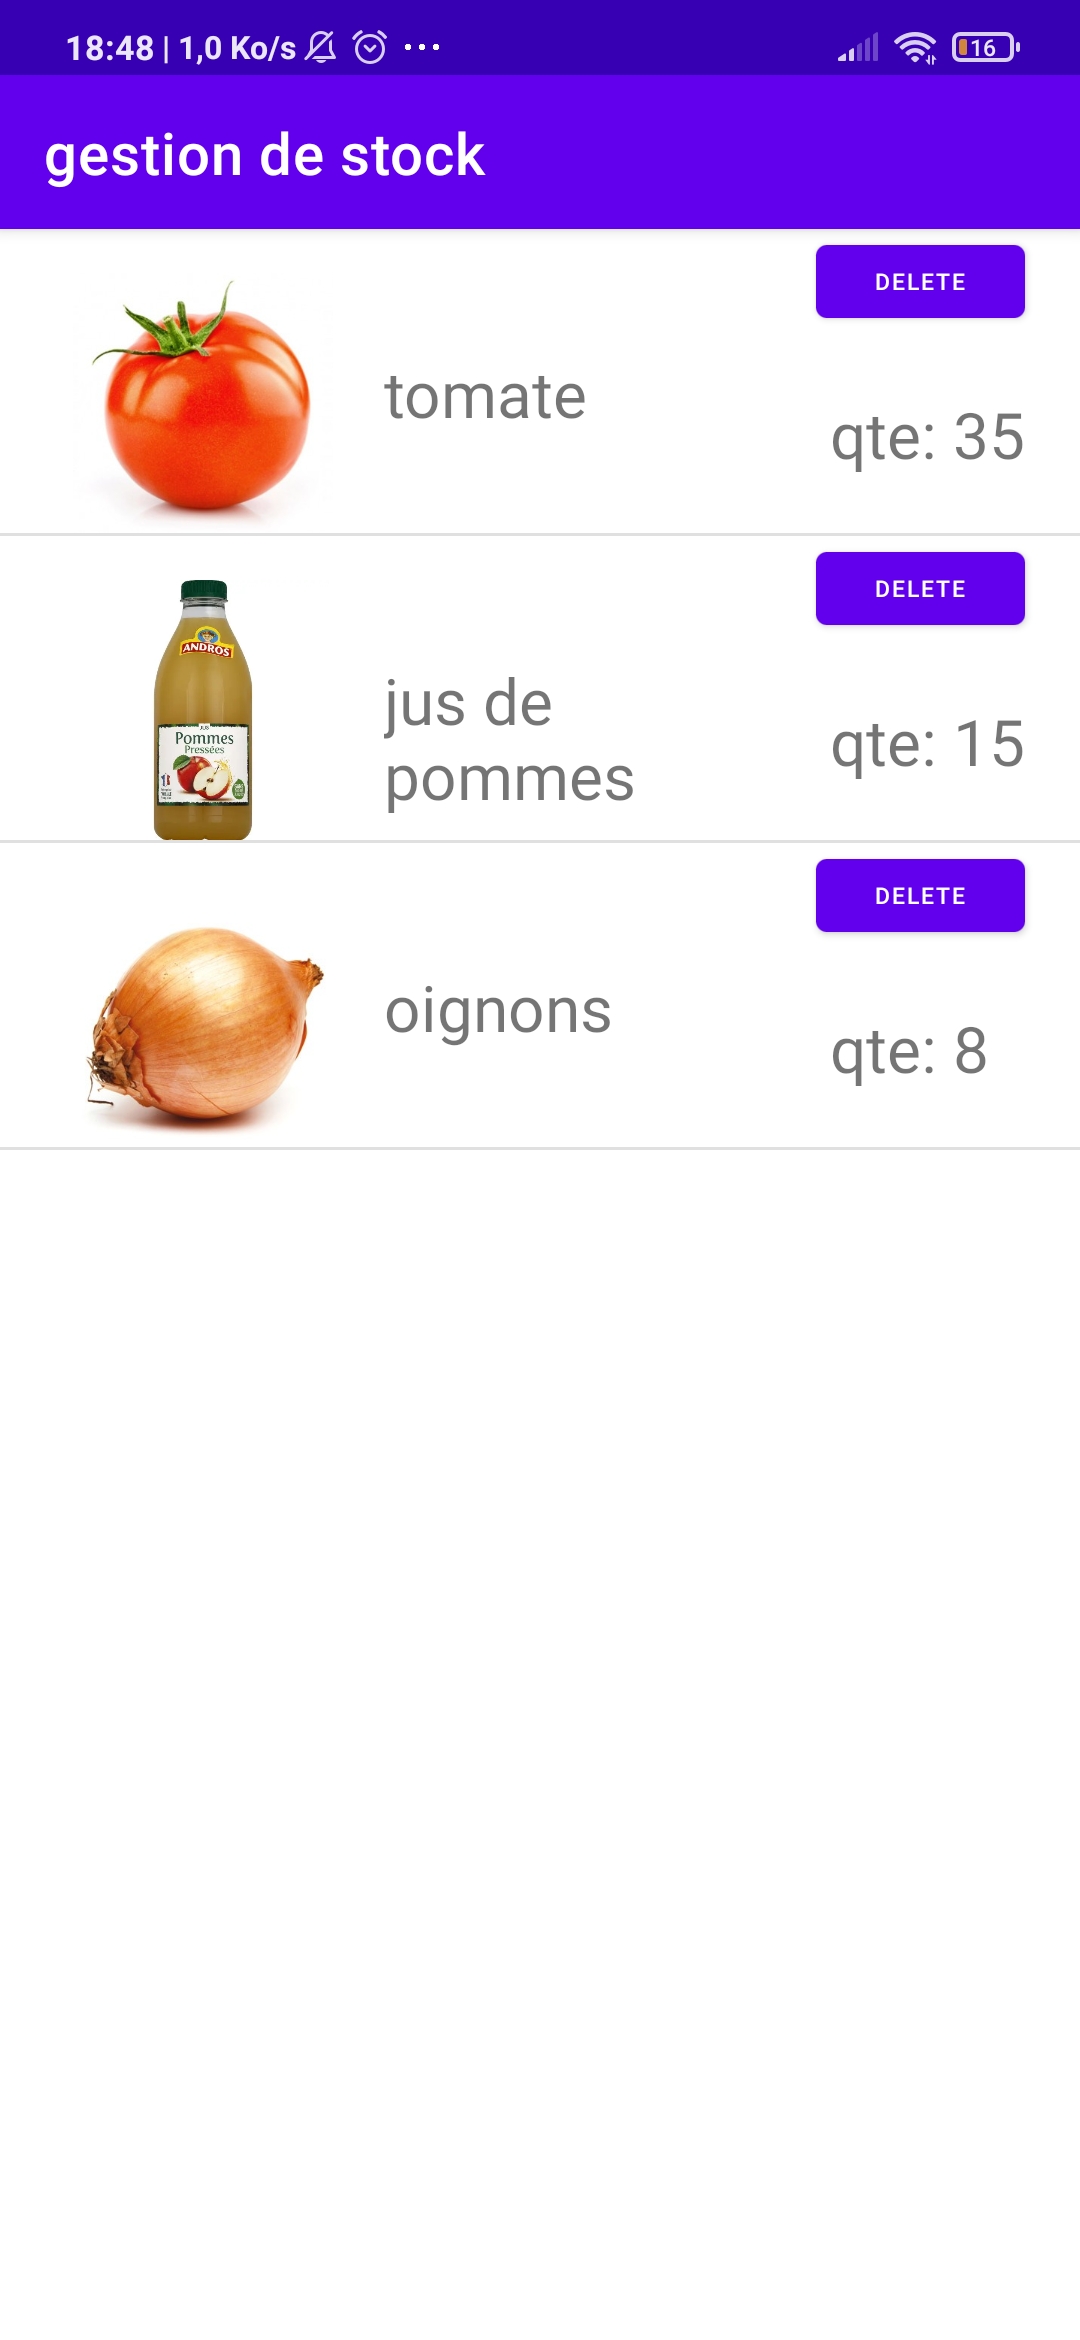 18:48 | 1,0 Ko/s
16
gestion de stock
DELETE
tomate
qte: 35
DELETE
ANDROS
JUS
Pommes
Pressées
jus de
pommes
qte: 15
DELETE
oignons
qte: 8